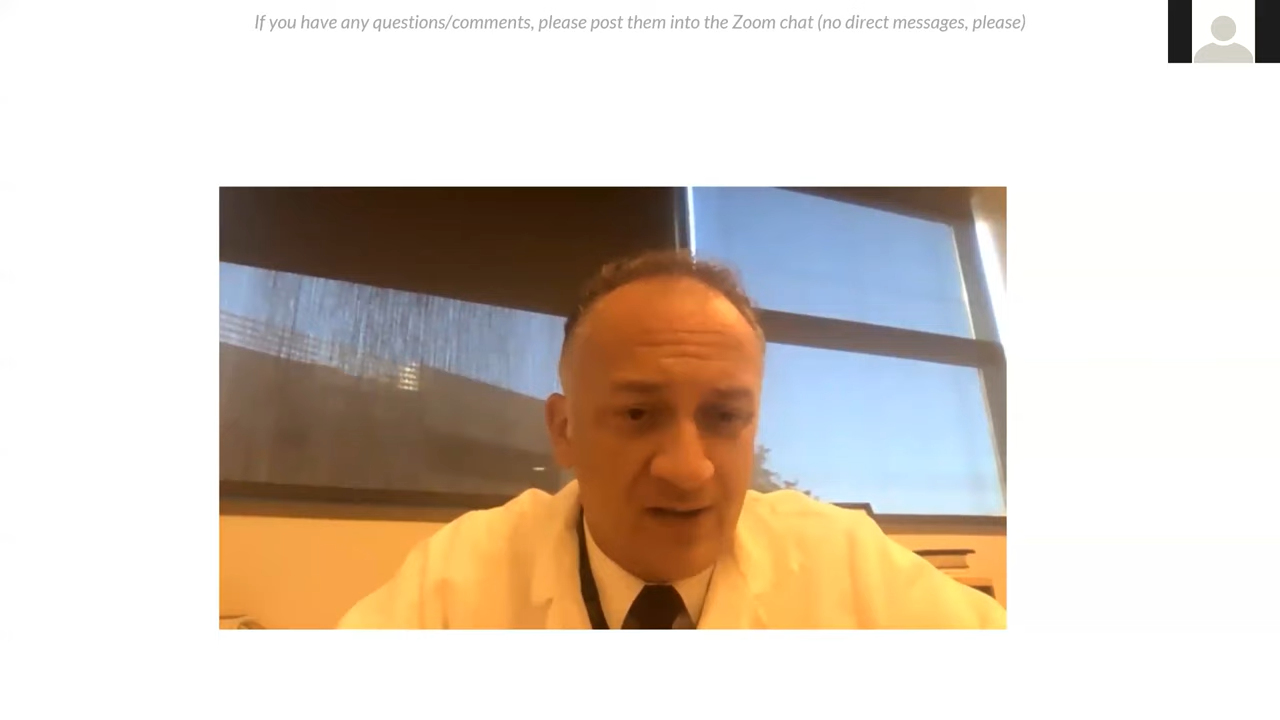 If you have any questions/comments, please post them into the Zoom chat (no direct messages, please)